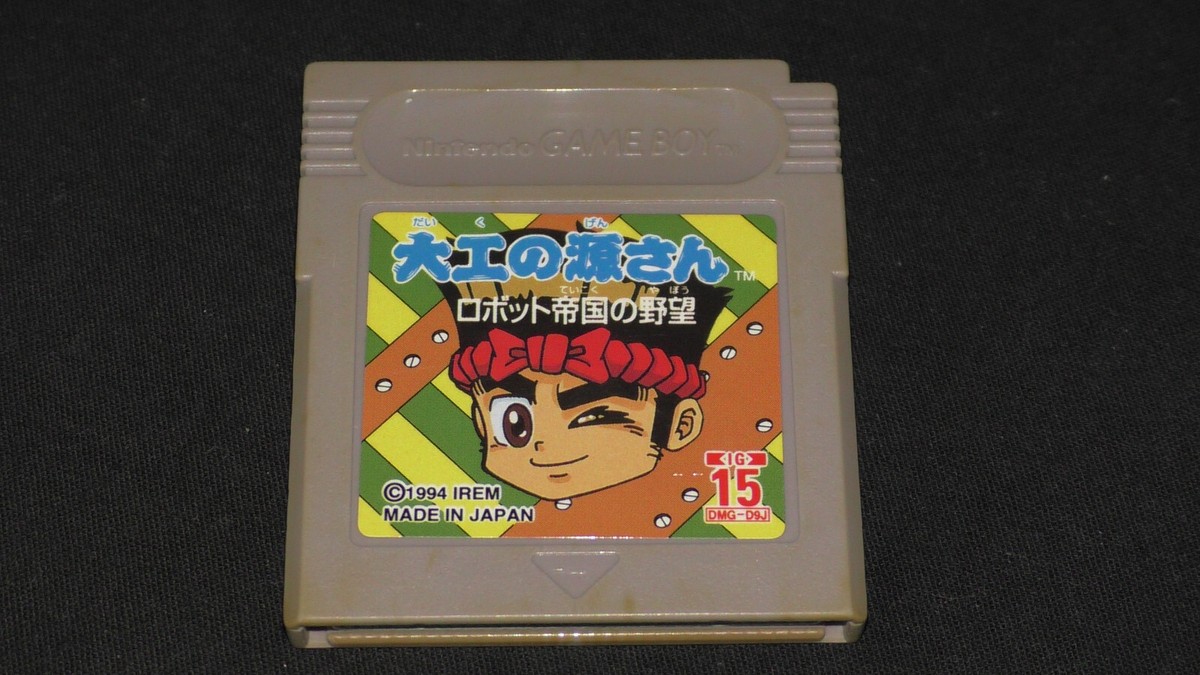 Nintendo GAME BOY TM
だい く げん
大工の源さん TM
ていこく やぼう
ロボット帝国の野望
©1994 IREM
MADE IN JAPAN
IG
15
DMG-D9J